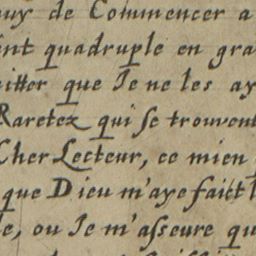 uy de Commencer a
int quadruple en gra
itter que Je ne les ay
Raretez qui se trouvent
Cher Lecteur, ce mien
que Dieu m'aye faict
e, ou Je m'asseure qu